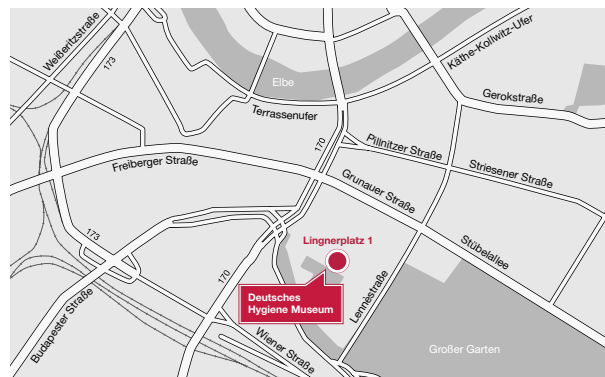 Weißeritzstraße
173
Elbe
Käthe-Kollwitz-Ufer
Gerokstraße
Terrassenufer
170
Pillnitzer Straße
Freiberger Straße
Striesener Straße
Grunauer Straße
Stübelallee
173
Lingnerplatz 1
170
Deutsches
Hygiene Museum
Lennèstraße
Budapester Straße
Wiener Straße
Großer Garten